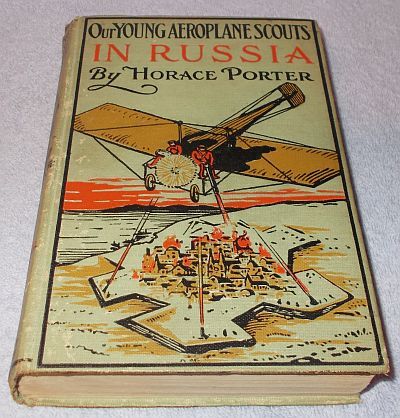 OUR YOUNG AEROPLANE SCOUTS
IN RUSSIA
BY HORACE PORTER